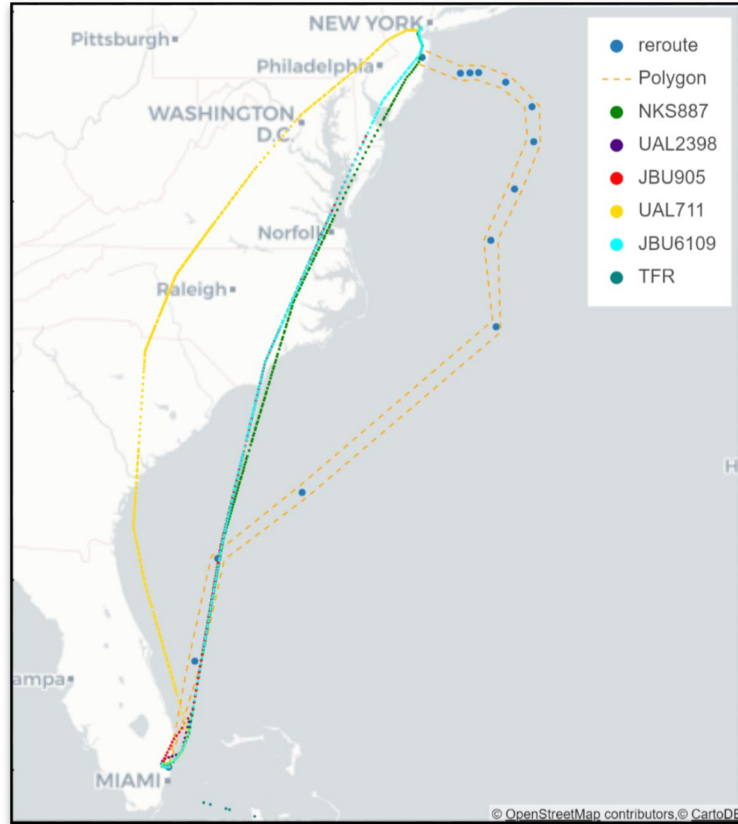 NEW YORK
Pittsburgh
Philadelphia
WASHINGTON
D.C.
Norfolk
Raleigh
ampa
MIAMI
H
reroute
Polygon
NKS887
UAL2398
JBU905
UAL711
JBU6109
TFR
© OpenStreetMap contributors,© CartoDB